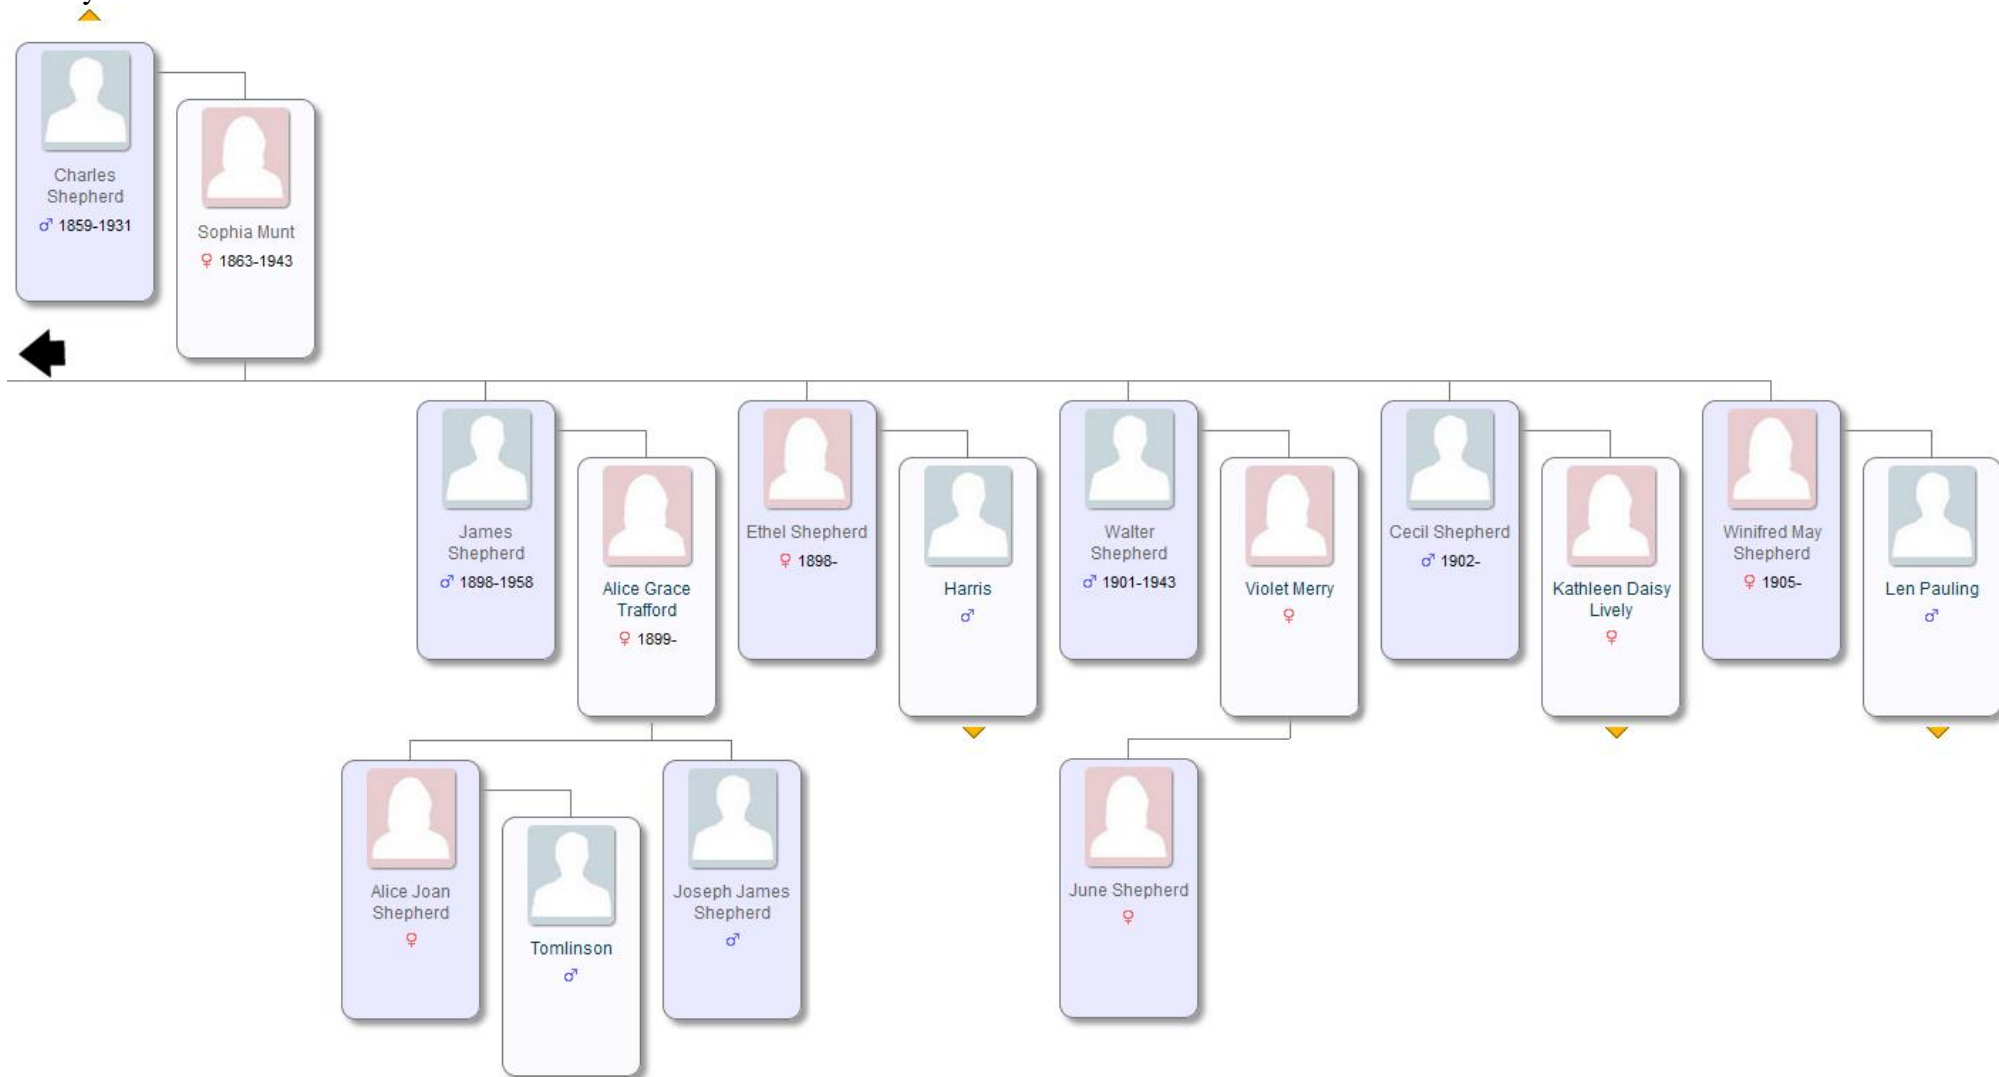 Charles
Shepherd
♂ 1859-1931
Sophia Munt
♀ 1863-1943
James
Shepherd
♂ 1898-1958
Alice Grace
Trafford
♀ 1899-
Ethel Shepherd
♀ 1898-
Harris
♂
Walter
Shepherd
♂ 1901-1943
Violet Merry
♀
Cecil Shepherd
♂ 1902-
Kathleen Daisy
Lively
♀
Winifred May
Shepherd
♀ 1905-
Len Pauling
♂
Alice Joan
Shepherd
♀
Tomlinson
♂
Joseph James
Shepherd
♂
June Shepherd
♀